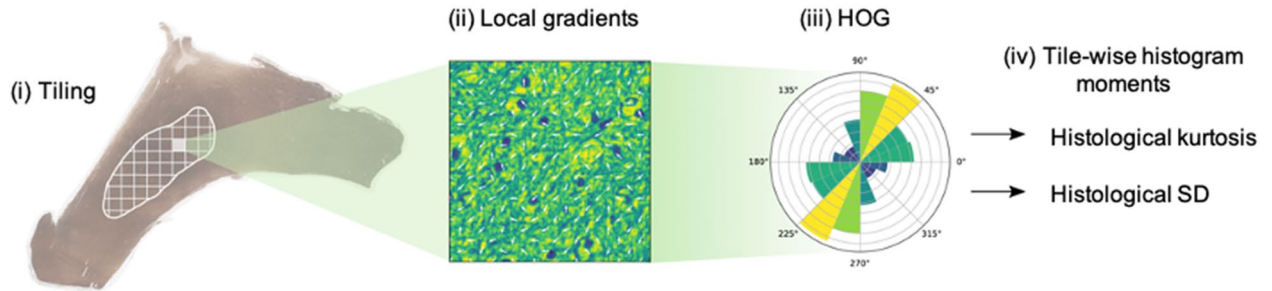 (i) Tiling
(ii) Local gradients
(iii) HOG
90°
45°
0°
315°
270°
225°
180°
135°
(iv) Tile-wise histogram
moments
Histological kurtosis
Histological SD